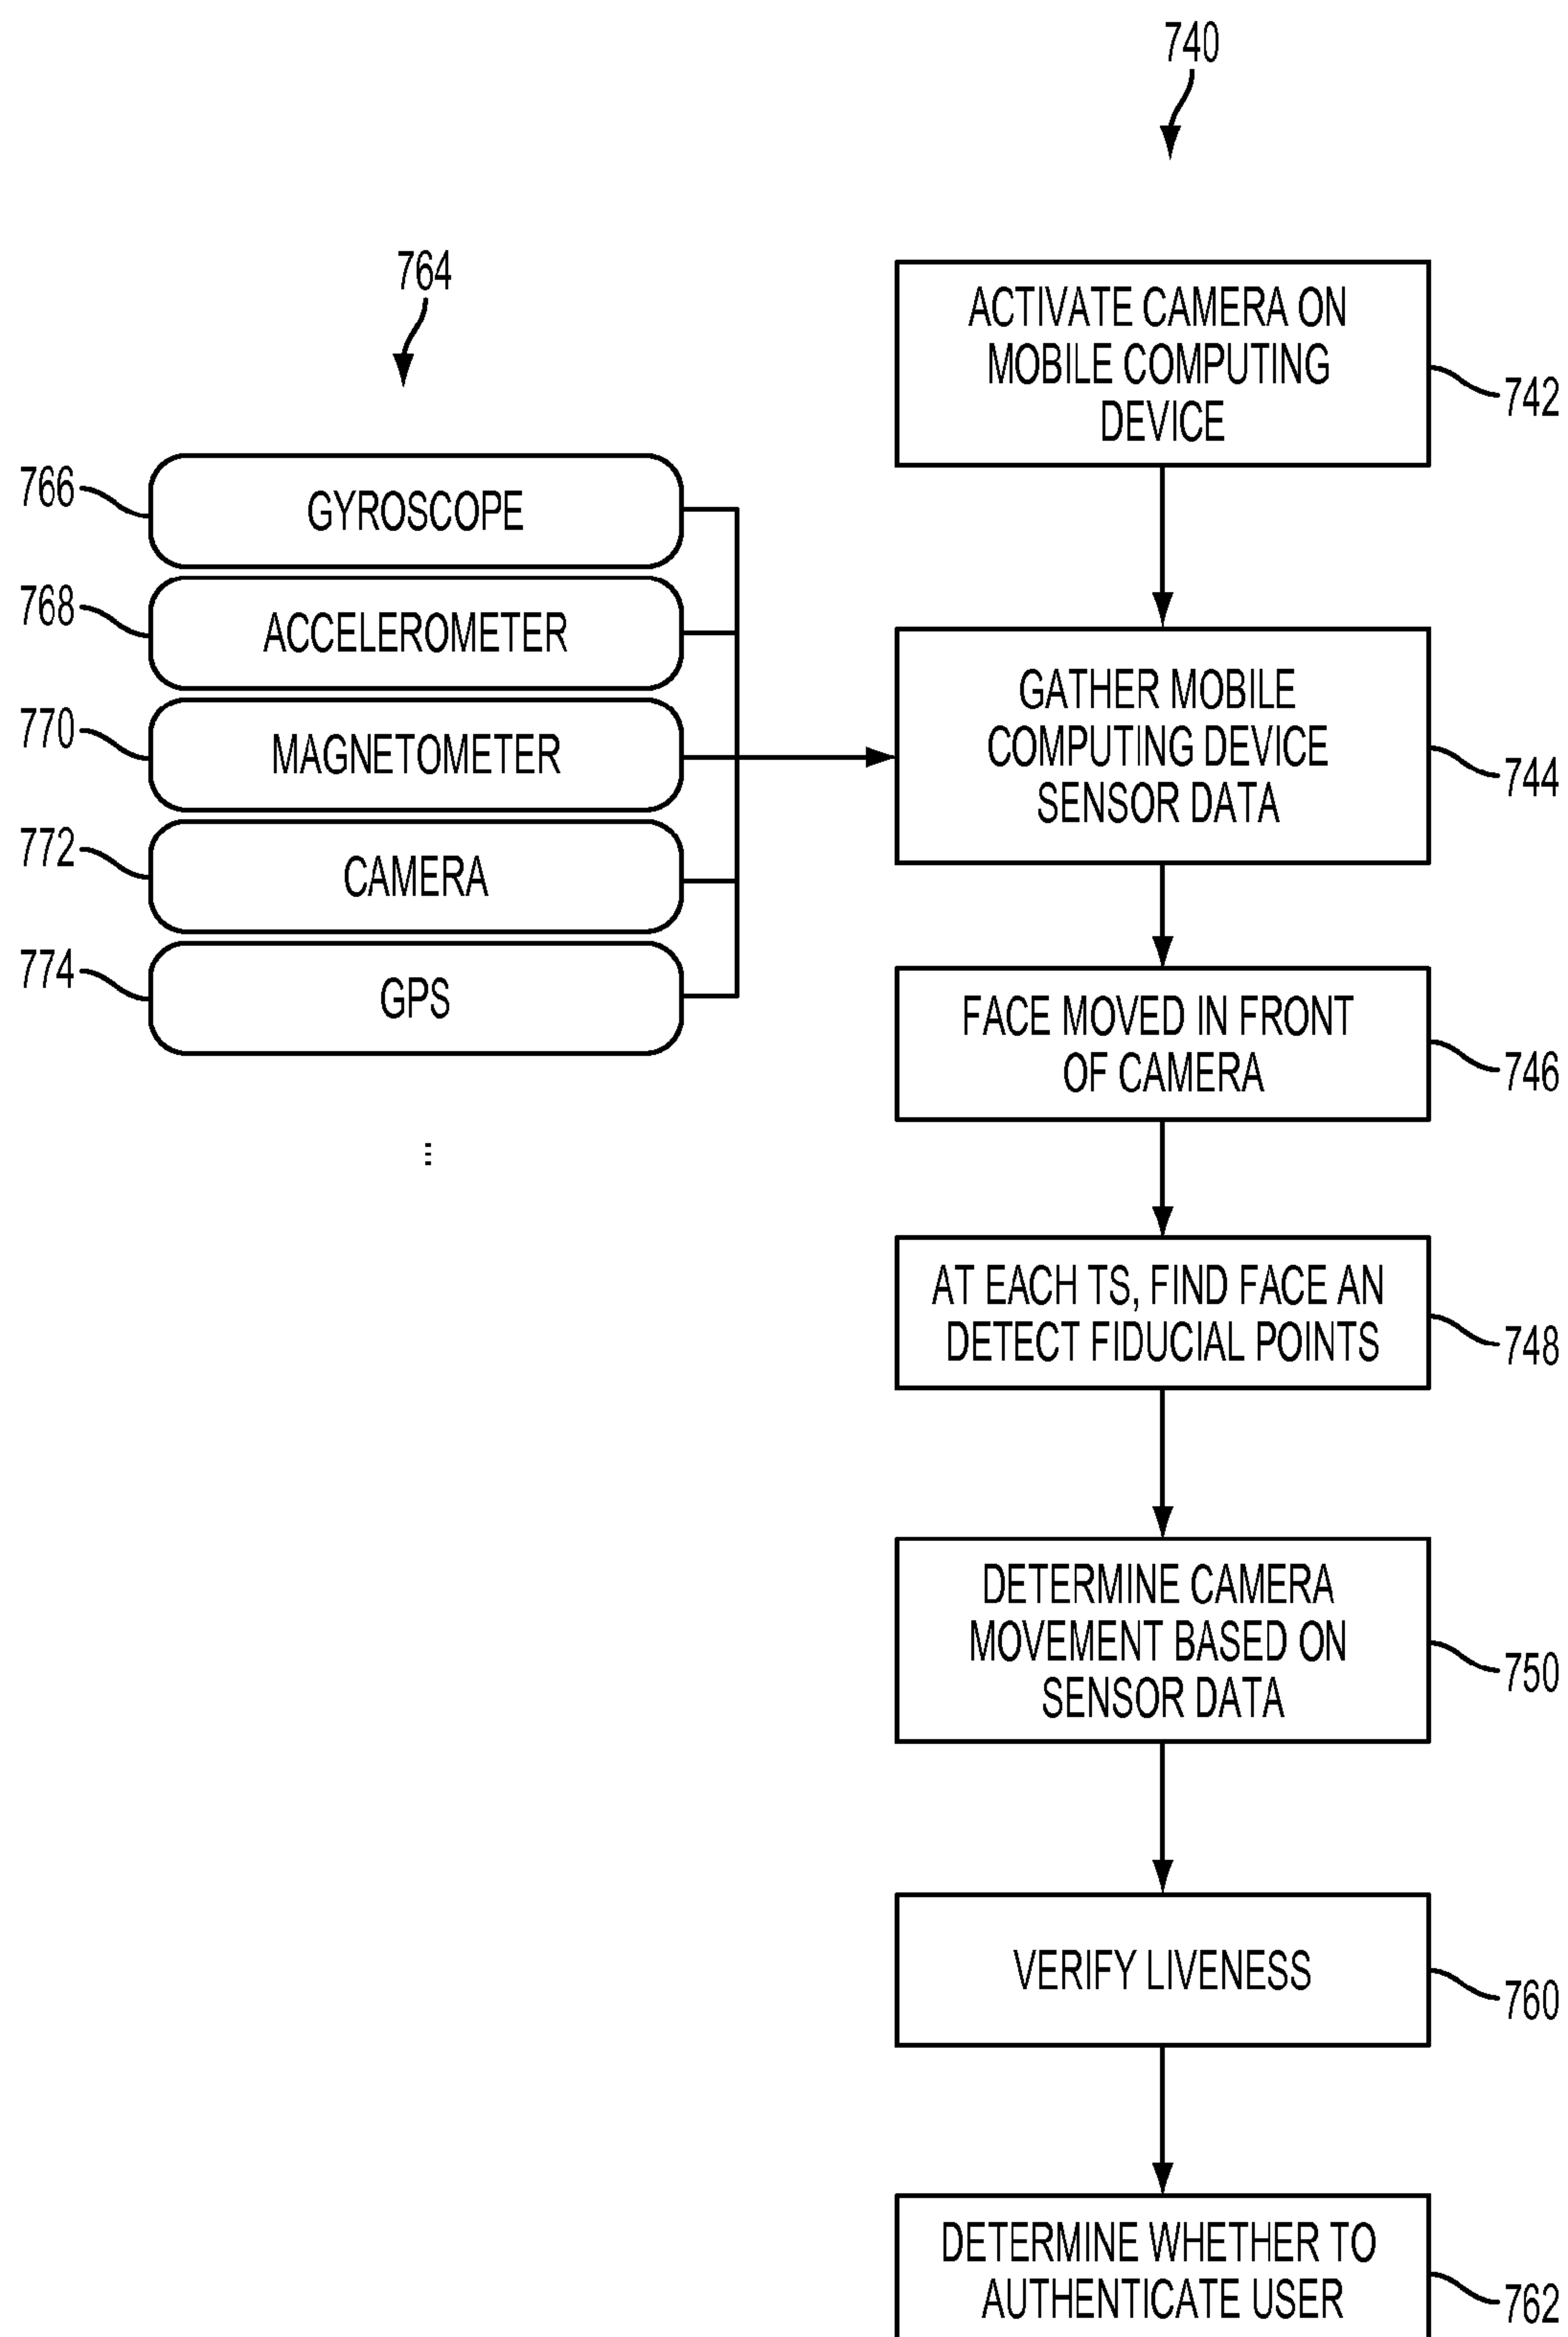 740
764
ACTIVATE CAMERA ON
MOBILE COMPUTING
DEVICE
742
766
GYROSCOPE
768
ACCELEROMETER
770
MAGNETOMETER
772
CAMERA
774
GPS
...
GATHER MOBILE
COMPUTING DEVICE
SENSOR DATA
744
FACE MOVED IN FRONT
OF CAMERA
746
AT EACH TS, FIND FACE AN
DETECT FIDUCIAL POINTS
748
DETERMINE CAMERA
MOVEMENT BASED ON
SENSOR DATA
750
VERIFY LIVENESS
760
DETERMINE WHETHER TO
AUTHENTICATE USER
762